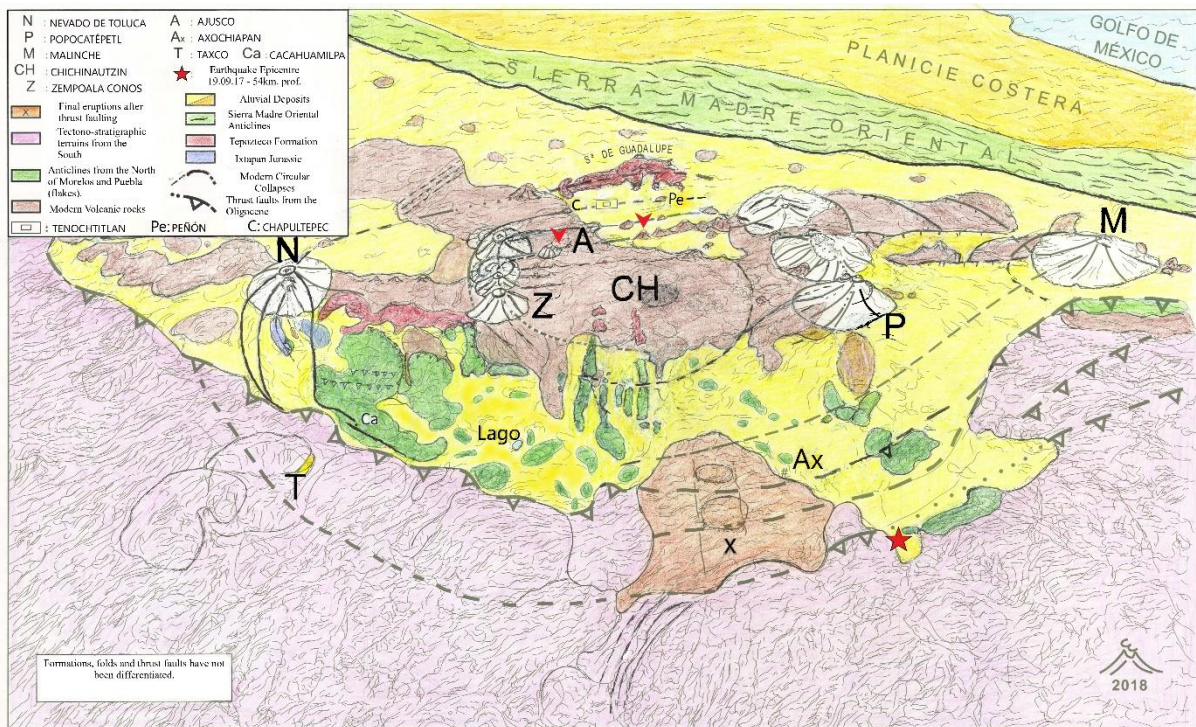 N : NEVADO DE TOLUCA
P : POPOCATÉPETL
M : MALINCHE
CH : CHICHINAUTZIN
Z : ZEMPOALA CONOS
A : AJUSCO
Ax : AXOCHIAPAN
T : TAXCO Ca : CACAHUAMILPA
Earthquake Epicentre
19.09.17 - 54km. prof.
x
Final eruptions after
thrust faulting
Tectono-stratigraphic
terrains from the
South
Anticlines from the North
of Morelos and Puebla
(flakes).
Modern Volcanic rocks
Alluvial Deposits
Sierra Madre Oriental
Anticlines
Tepozteco Formation
Ixtapan Jurassic
Modern Circular
Collapses
Thrust faults from the
Oligocene
: TENOCHTITLAN Pe: PEÑÓN C: CHAPULTEPEC
GOLFO DE
MÉXICO
PLANICIE COSTERA
SIERRA MADRE ORIENTAL
Sª DE GUADALUPE
C
Pe
N
A
M
Z
CH
P
Ca
Lago
Ax
T
x
Formations, folds and thrust faults have not
been differentiated.
2018